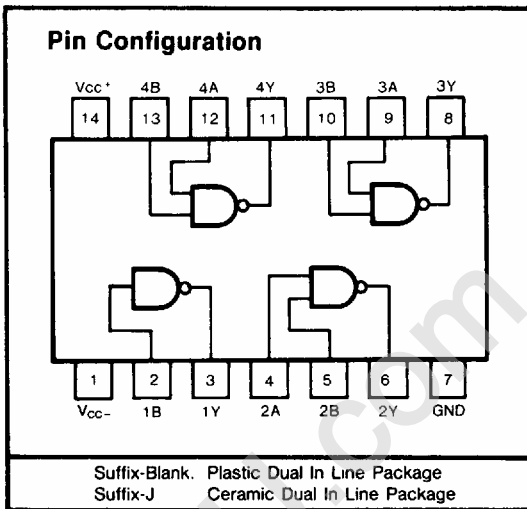 Pin Configuration
Vcc+ 4B 4A 4Y 3B 3A 3Y
14 13 12 11 10 9 8
1 2 3 4 5 6 7
Vcc- 1B 1Y 2A 2B 2Y GND
Suffix-Blank. Plastic Dual In Line Package
Suffix-J Ceramic Dual In Line Package